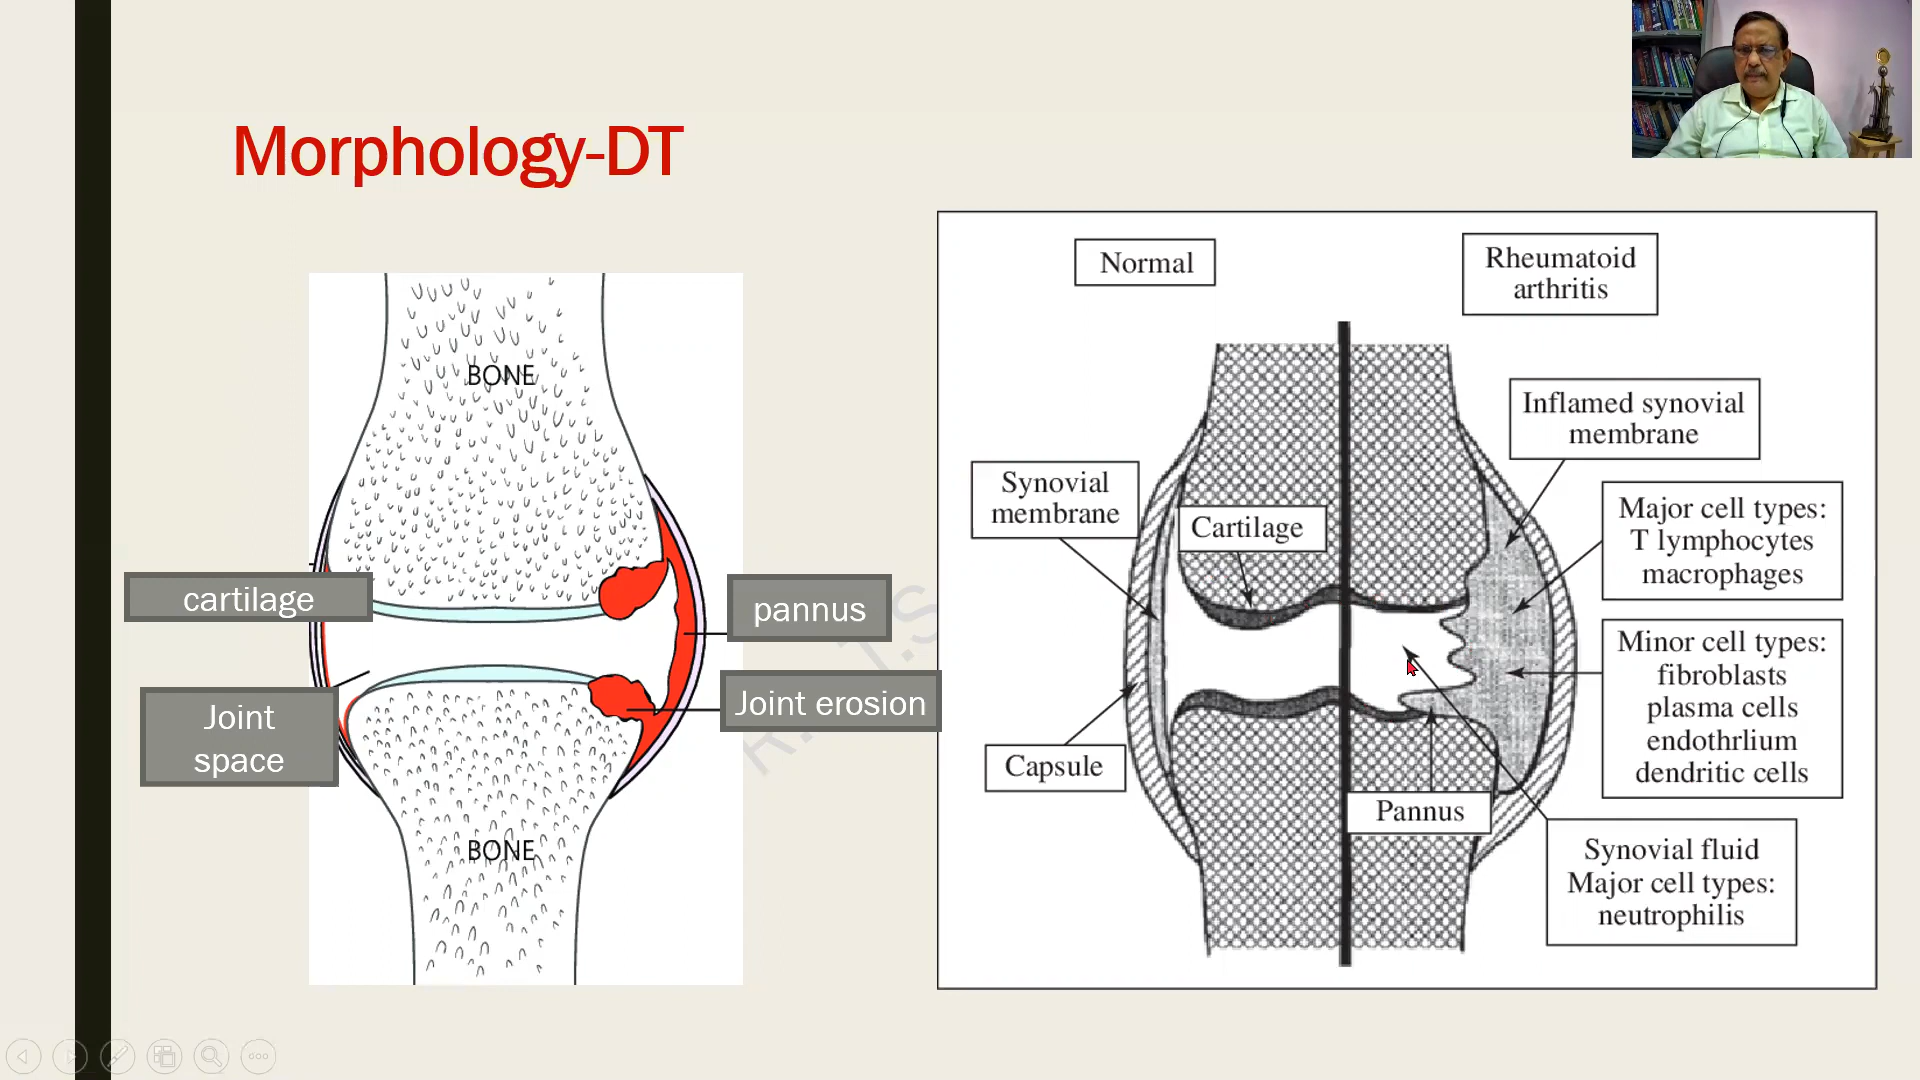 Morphology-DT
BONE
cartilage
pannus
Joint
space
Joint erosion
BONE
Normal
Rheumatoid
arthritis
Inflamed synovial
membrane
Synovial
membrane
Cartilage
Major cell types:
T lymphocytes
macrophages
Minor cell types:
fibroblasts
plasma cells
endothrlium
dendritic cells
Capsule
Pannus
Synovial fluid
Major cell types:
neutrophilis